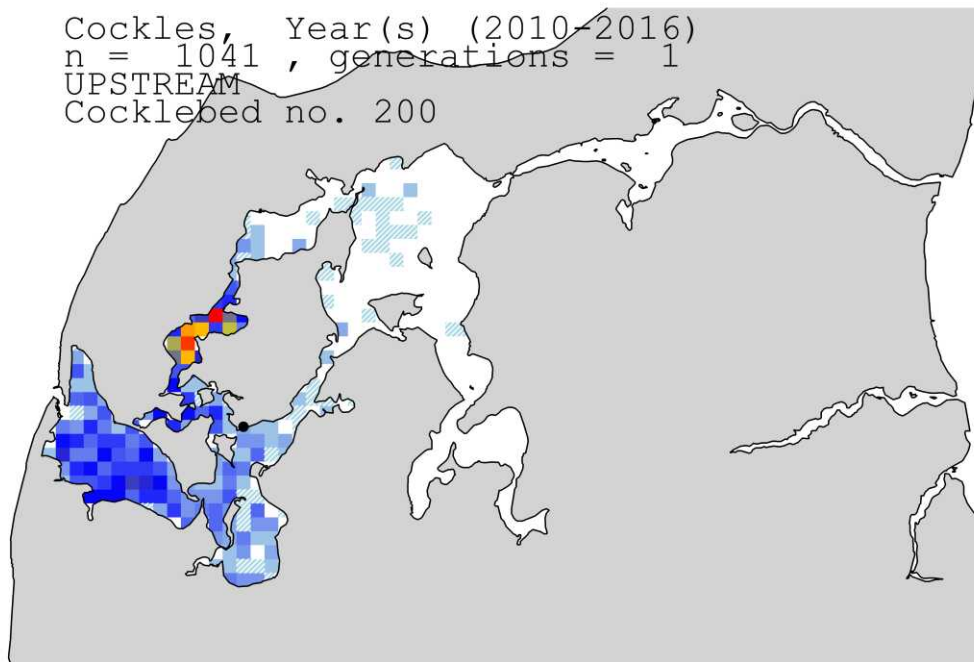 Cockles, Year(s) (2010-2016)
n = 1041 , generations = 1
UPSTREAM
Cocklebed no. 200